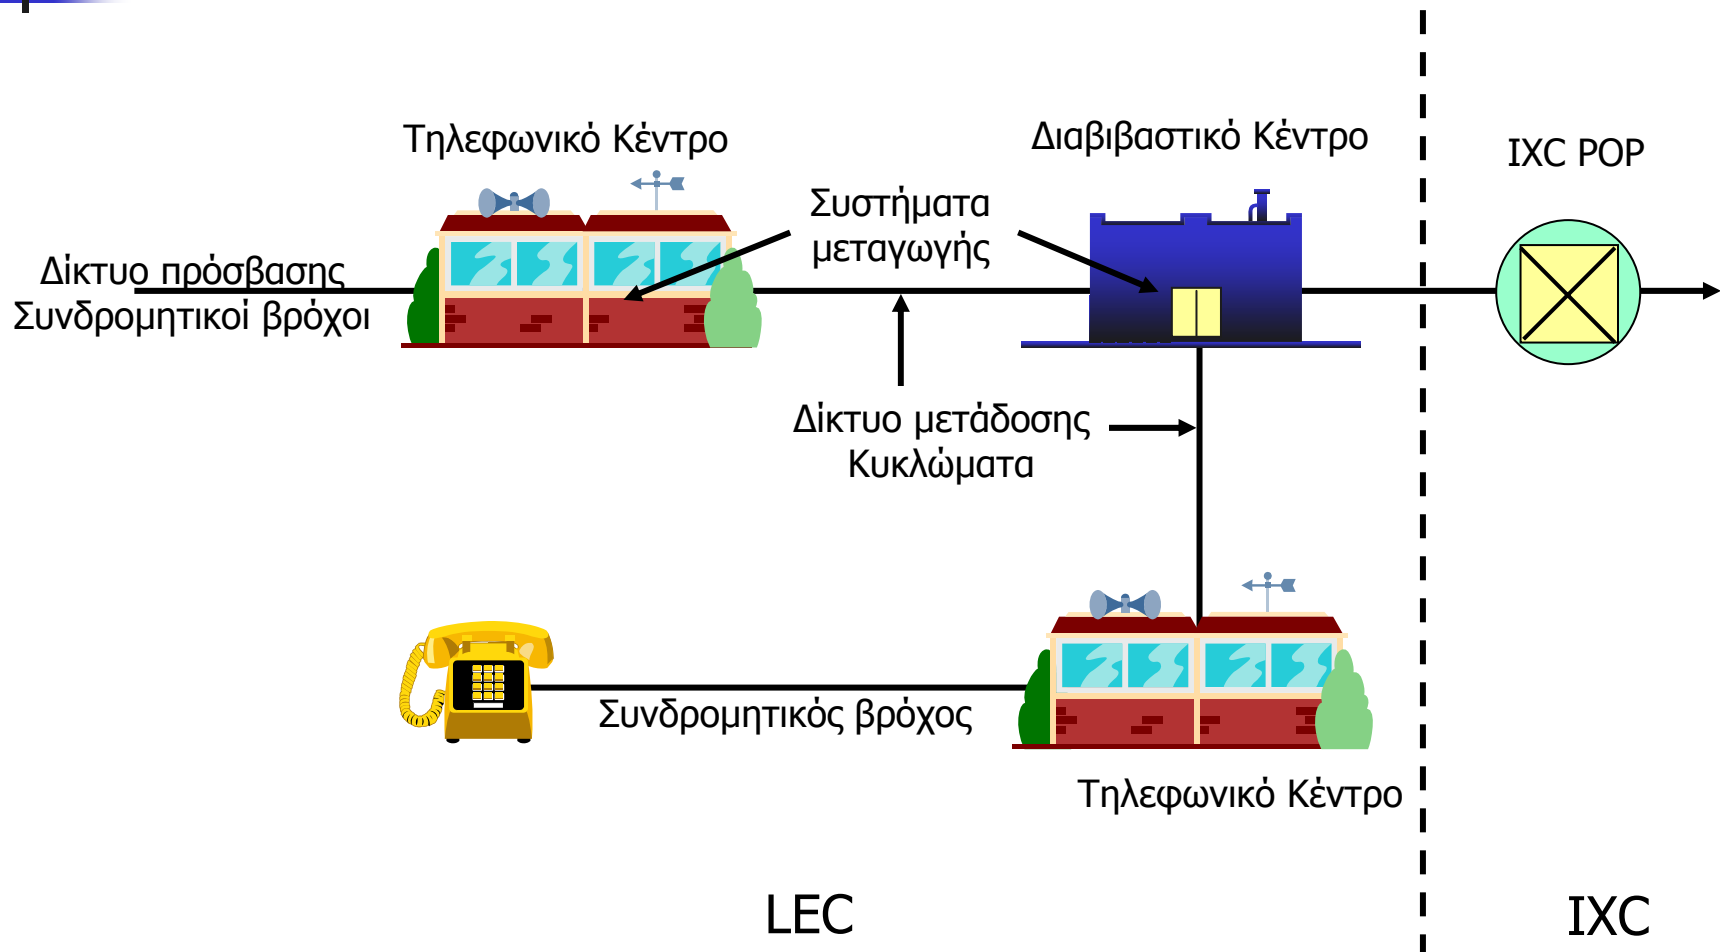 Τηλεφωνικό Κέντρο
Διαβιβαστικό Κέντρο
IXC POP
Συστήματα
μεταγωγής
Δίκτυο πρόσβασης
Συνδρομητικοί βρόχοι
Δίκτυο μετάδοσης
Κυκλώματα
Συνδρομητικός βρόχος
Τηλεφωνικό Κέντρο
LEC
IXC